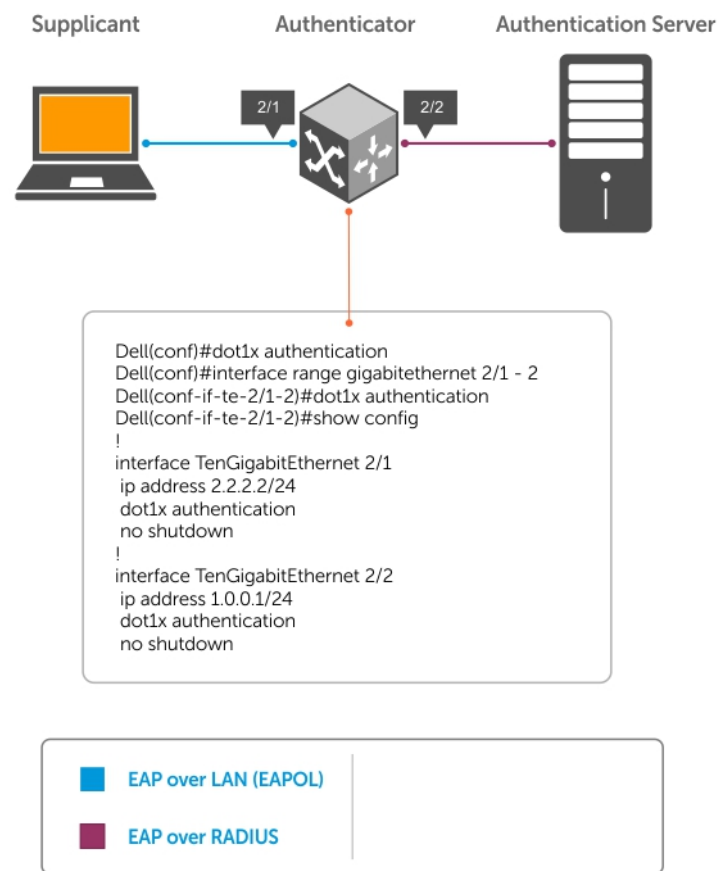 Supplicant
Authenticator
Authentication Server
2/1
2/2
Dell(conf)#dot1x authentication
Dell(conf)#interface range gigabitethernet 2/1 - 2
Dell(conf-if-te-2/1-2)#dot1x authentication
Dell(conf-if-te-2/1-2)#show config
!
interface TenGigabitEthernet 2/1
ip address 2.2.2.2/24
dot1x authentication
no shutdown
!
interface TenGigabitEthernet 2/2
ip address 1.0.0.1/24
dot1x authentication
no shutdown
EAP over LAN (EAPOL)
EAP over RADIUS